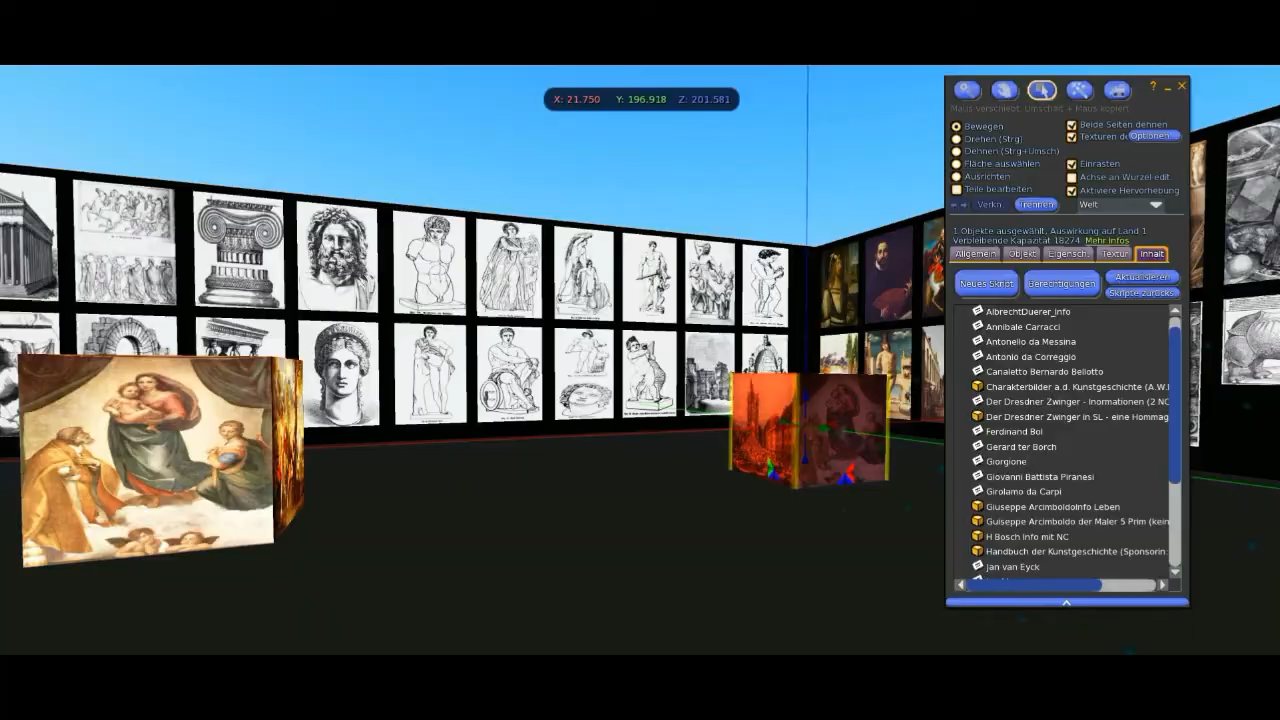 X: 21.750 Y: 196.918 Z: 201.581
? _ X
Maus verschiebt, Umschalt + Maus kopiert
Bewegen
Drehen (Strg)
Dehnen (Strg+Umsch)
Fläche auswählen
Ausrichten
Teile bearbeiten
Verkn.
Trennen
Beide Seiten dehnen
Texturen de
Optionen...
Einrasten
Achse an Wurzel edit.
Aktiviere Hervorhebung
Welt
1 Objekte ausgewählt, Auswirkung auf Land 1
Verbleibende Kapazität 18274. Mehr Infos
Allgemein Objekt Eigensch. Textur Inhalt
Neues Skript
Berechtigungen
Aktualisieren
Skripte zurücks
AlbrechtDuerer_Info
Annibale Carracci
Antonello da Messina
Antonio da Correggio
Canaletto Bernardo Bellotto
Charakterbilder a.d. Kunstgeschichte (A.W.
Der Dresdner Zwinger - Inormationen (2 NC
Der Dresdner Zwinger in SL - eine Hommag
Ferdinand Bol
Gerard ter Borch
Giorgione
Giovanni Battista Piranesi
Girolamo da Carpi
Giuseppe ArcimboldoInfo Leben
Guiseppe Arcimboldo der Maler 5 Prim (kein
H Bosch Info mit NC
Handbuch der Kunstgeschichte (Sponsorin
Jan van Eyck